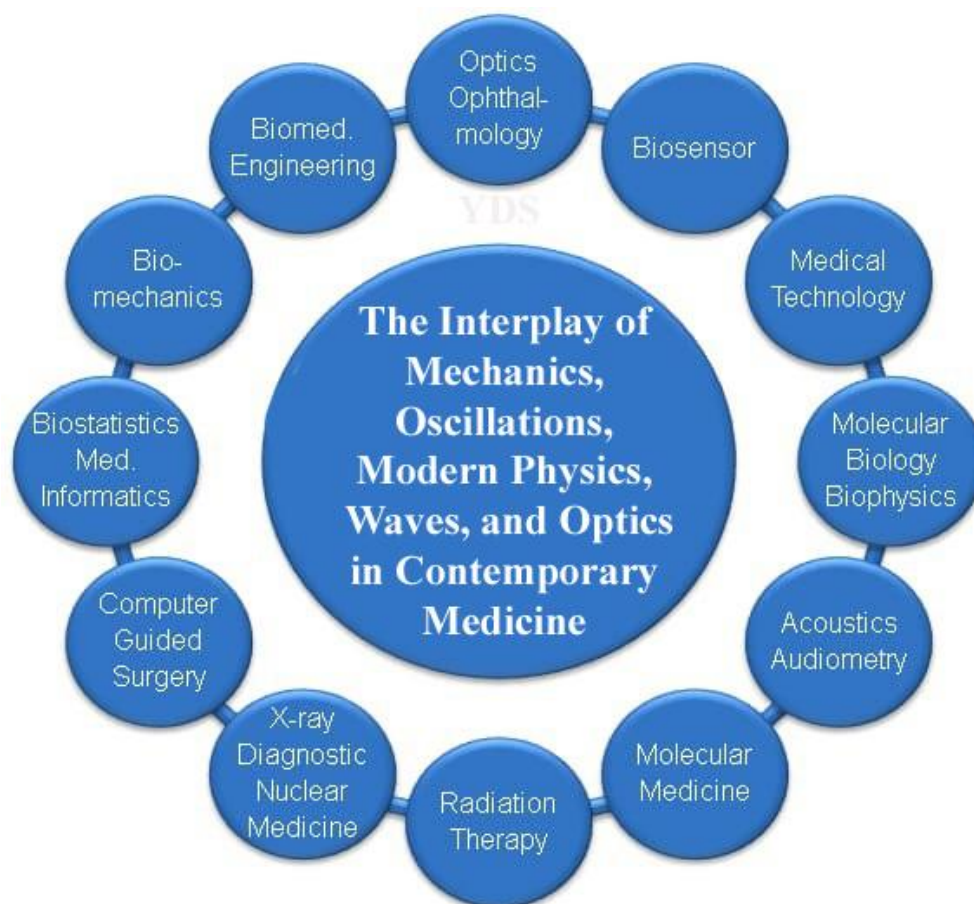 Optics
Ophthal-
mology
Biosensor
Medical
Technology
Molecular
Biology
Biophysics
Acoustics
Audiometry
Molecular
Medicine
Radiation
Therapy
X-ray
Diagnostic
Nuclear
Medicine
Computer
Guided
Surgery
Biostatistics
Med.
Informatics
Bio-
mechanics
Biomed.
Engineering
YDS
The Interplay of
Mechanics,
Oscillations,
Modern Physics,
Waves, and Optics
in Contemporary
Medicine